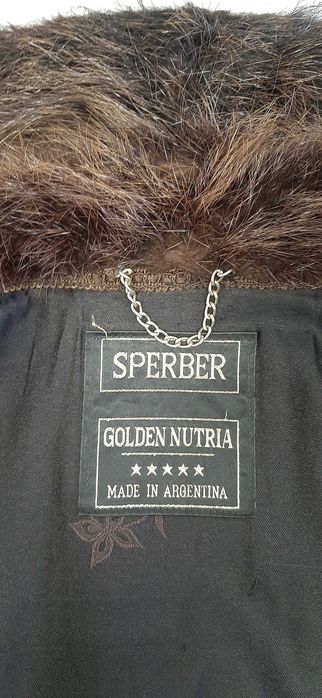 SPERBER
GOLDEN NUTRIA
★★★★★
MADE IN ARGENTINA